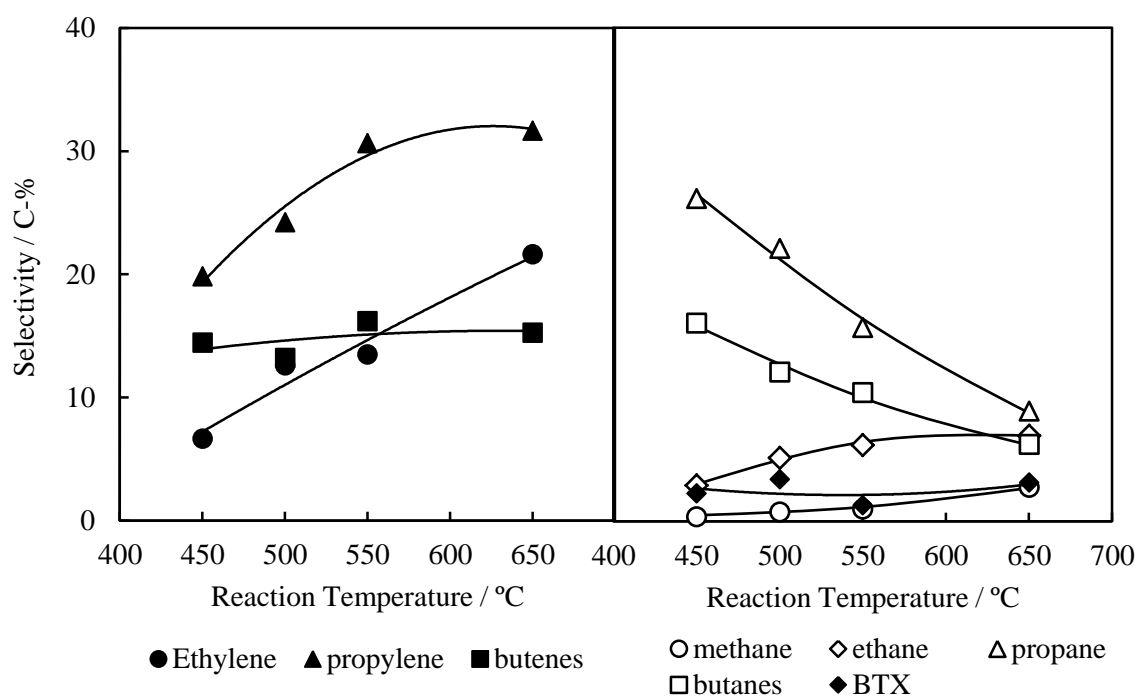 Selectivity / C-%
40
30
20
10
0
400 450 500 550 600 650 400 450 500 550 600 650 700
Reaction Temperature / ºC Reaction Temperature / ºC
Ethylene propylene butenes
methane ethane propane
butanes BTX